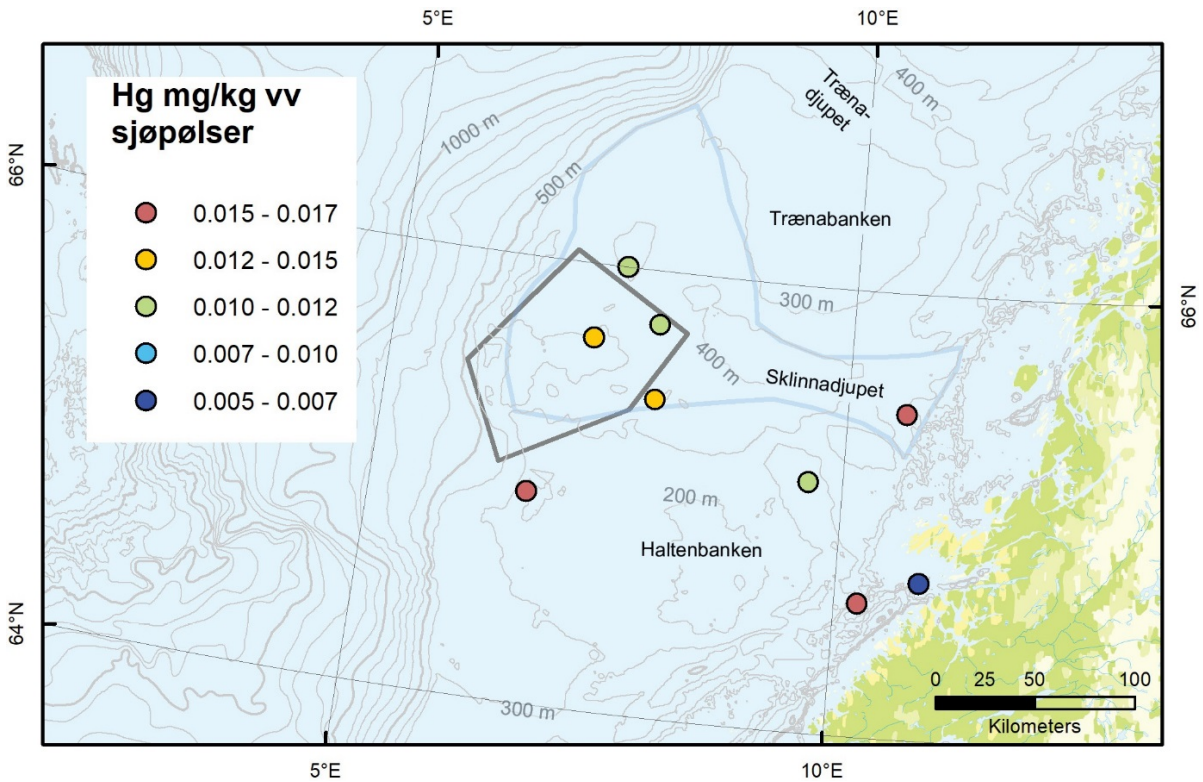 5°E
10°E
Hg mg/kg vv
sjøpølser
0.015 - 0.017
0.012 - 0.015
0.010 - 0.012
0.007 - 0.010
0.005 - 0.007
1000 m
500 m
Træna-
djupet
400 m
Trænabanken
300 m
400 m
Sklinnadjupet
200 m
Haltenbanken
300 m
66°N
66°N
64°N
0 25 50 100
Kilometers
5°E
10°E